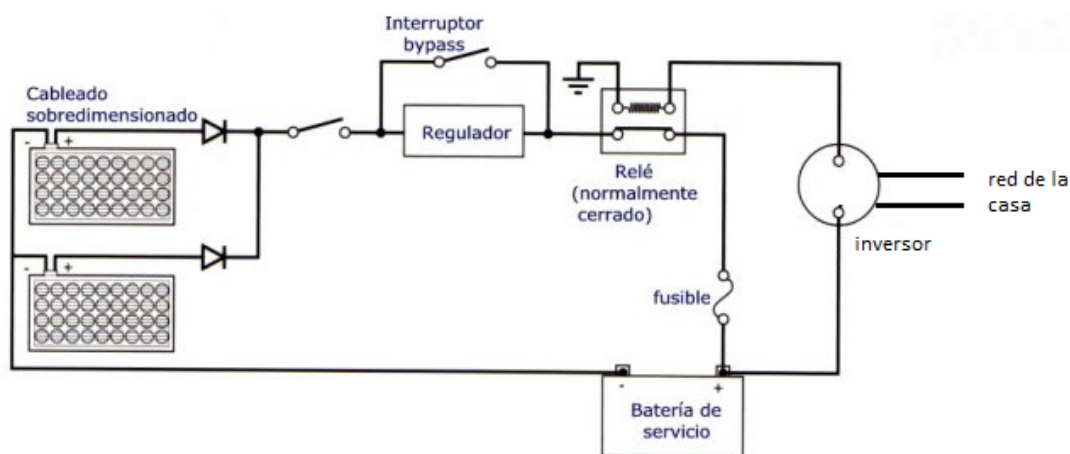 Interruptor
bypass
Cableado
sobredimensionado
- +
Regulador
Relé
(normalmente
cerrado)
red de la
casa
inversor
- +
fusible
- +
Batería de
servicio